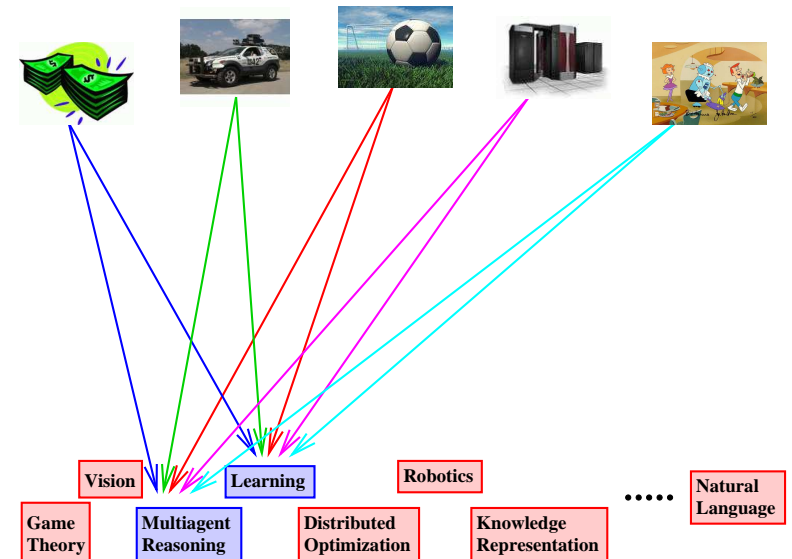 Vision
Learning
Robotics
Natural
Language
Game
Theory
Multiagent
Reasoning
Distributed
Optimization
Knowledge
Representation
.....